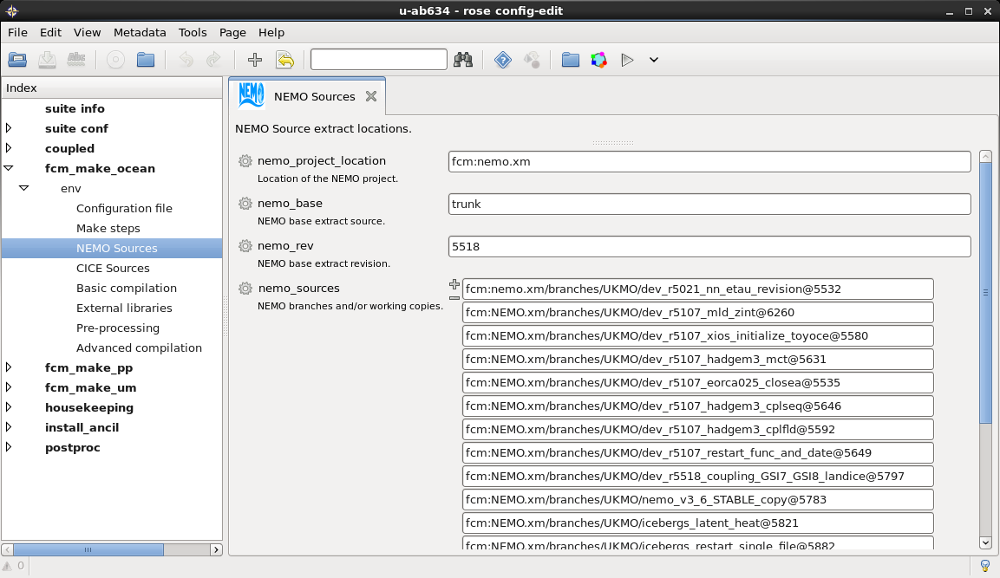 u-ab634 - rose config-edit
File Edit View Metadata Tools Page Help
Abc
Index
suite info
suite conf
coupled
fcm_make_ocean
env
Configuration file
Make steps
NEMO Sources
CICE Sources
Basic compilation
External libraries
Pre-processing
Advanced compilation
fcm_make_pp
fcm_make_um
housekeeping
install_ancil
postproc
0
NEMO
NEMO Sources
NEMO Source extract locations.
nemo_project_location
fcm:nemo.xm
Location of the NEMO project.
nemo_base
trunk
NEMO base extract source.
nemo_rev
5518
NEMO base extract revision.
nemo_sources
NEMO branches and/or working copies.
fcm:nemo.xm/branches/UKMO/dev_r5021_nn_etau_revision@5532
fcm:nemo.xm/branches/UKMO/dev_r5107_mld_zint@6260
fcm:nemo.xm/branches/UKMO/dev_r5107_xios_initialize_toyoce@5580
fcm:NEMO.xm/branches/UKMO/dev_r5107_hadgem3_mct@5631
fcm:NEMO.xm/branches/UKMO/dev_r5107_eorca025_closea@5535
fcm:NEMO.xm/branches/UKMO/dev_r5107_hadgem3_cplseq@5646
fcm:NEMO.xm/branches/UKMO/dev_r5107_hadgem3_cplfld@5592
fcm:NEMO.xm/branches/UKMO/dev_r5107_restart_func_and_date@5649
fcm:NEMO.xm/branches/UKMO/dev_r5518_coupling_GSI7_GSI8_landice@5797
fcm:NEMO.xm/branches/UKMO/nemo_v3_6_STABLE_copy@5783
fcm:NEMO.xm/branches/UKMO/icebergs_latent_heat@5821
fcm:NEMO.xm/branches/UKMO/icebergs_restart_single_file@5882